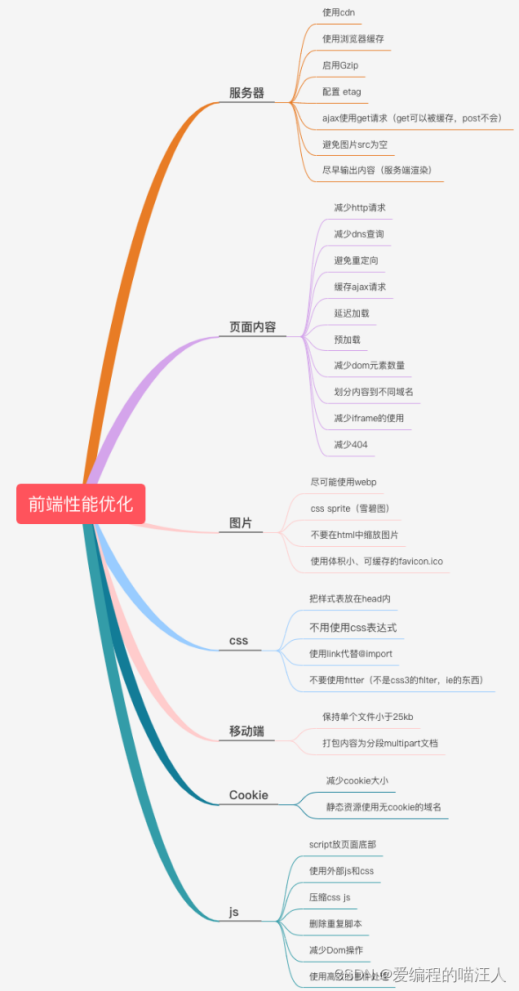 前端性能优化
服务器
使用cdn
使用浏览器缓存
启用Gzip
配置 etag
ajax使用get请求（get可以被缓存，post不会）
避免图片src为空
尽早输出内容（服务端渲染）
页面内容
减少http请求
减少dns查询
避免重定向
缓存ajax请求
延迟加载
预加载
减少dom元素数量
划分内容到不同域名
减少iframe的使用
减少404
图片
尽可能使用webp
css sprite（雪碧图）
不要在html中缩放图片
使用体积小、可缓存的favicon.ico
css
把样式表放在head内
不用使用css表达式
使用link代替@import
不要使用fitter（不是css3的filter，ie的东西）
移动端
保持单个文件小于25kb
打包内容为分段multipart文档
Cookie
减少cookie大小
静态资源使用无cookie的域名
js
script放页面底部
使用外部js和css
压缩css js
删除重复脚本
减少Dom操作
使用高效的事件处理
CSDN @爱编程的喵汪人